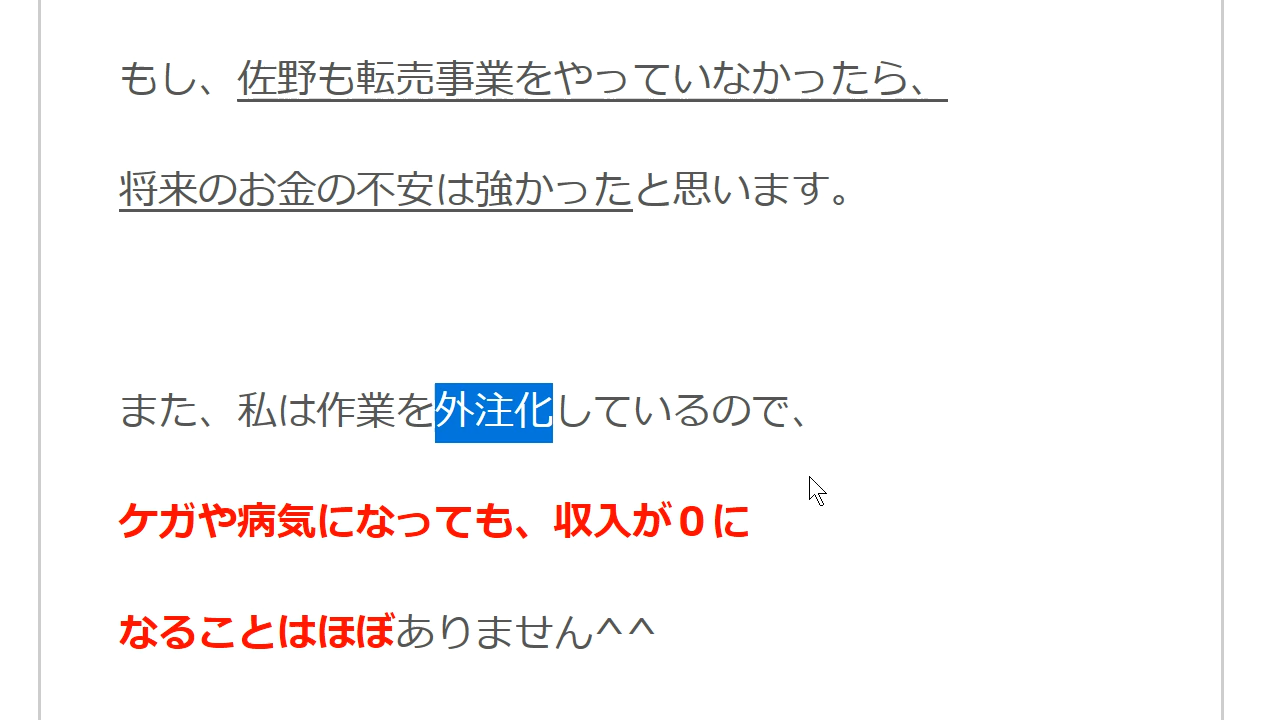 もし、佐野も転売事業をやっていなかったら、
将来のお金の不安は強かったと思います。
また、私は作業を外注化しているので、
ケガや病気になっても、収入が０に
なることはほぼありません^^